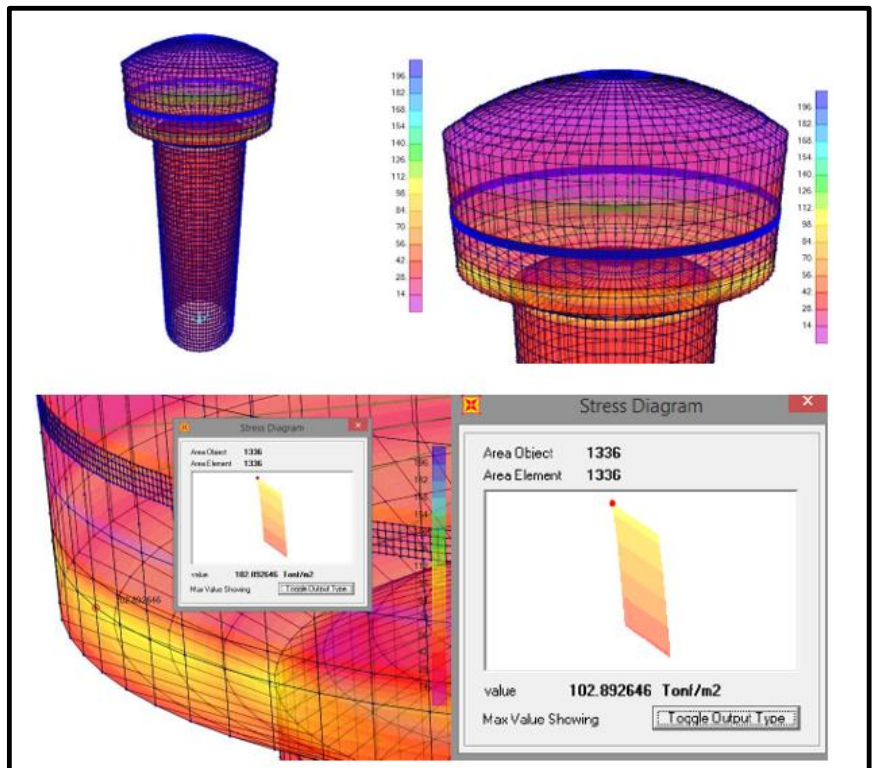 196.
182.
168.
154.
140.
126.
112.
98.
84.
70.
56.
42.
28.
14.
196.
182.
168.
154.
140.
126.
112.
98.
84.
70.
56.
42.
28.
14.
Stress Diagram
Area Object 1336
Area Element 1336
value 102.892646 Tonf/m2
Max Value Showing Toggle Output Type
102.892646
Stress Diagram
Area Object 1336
Area Element 1336
value 102.892646 Tonf/m2
Max Value Showing Toggle Output Type